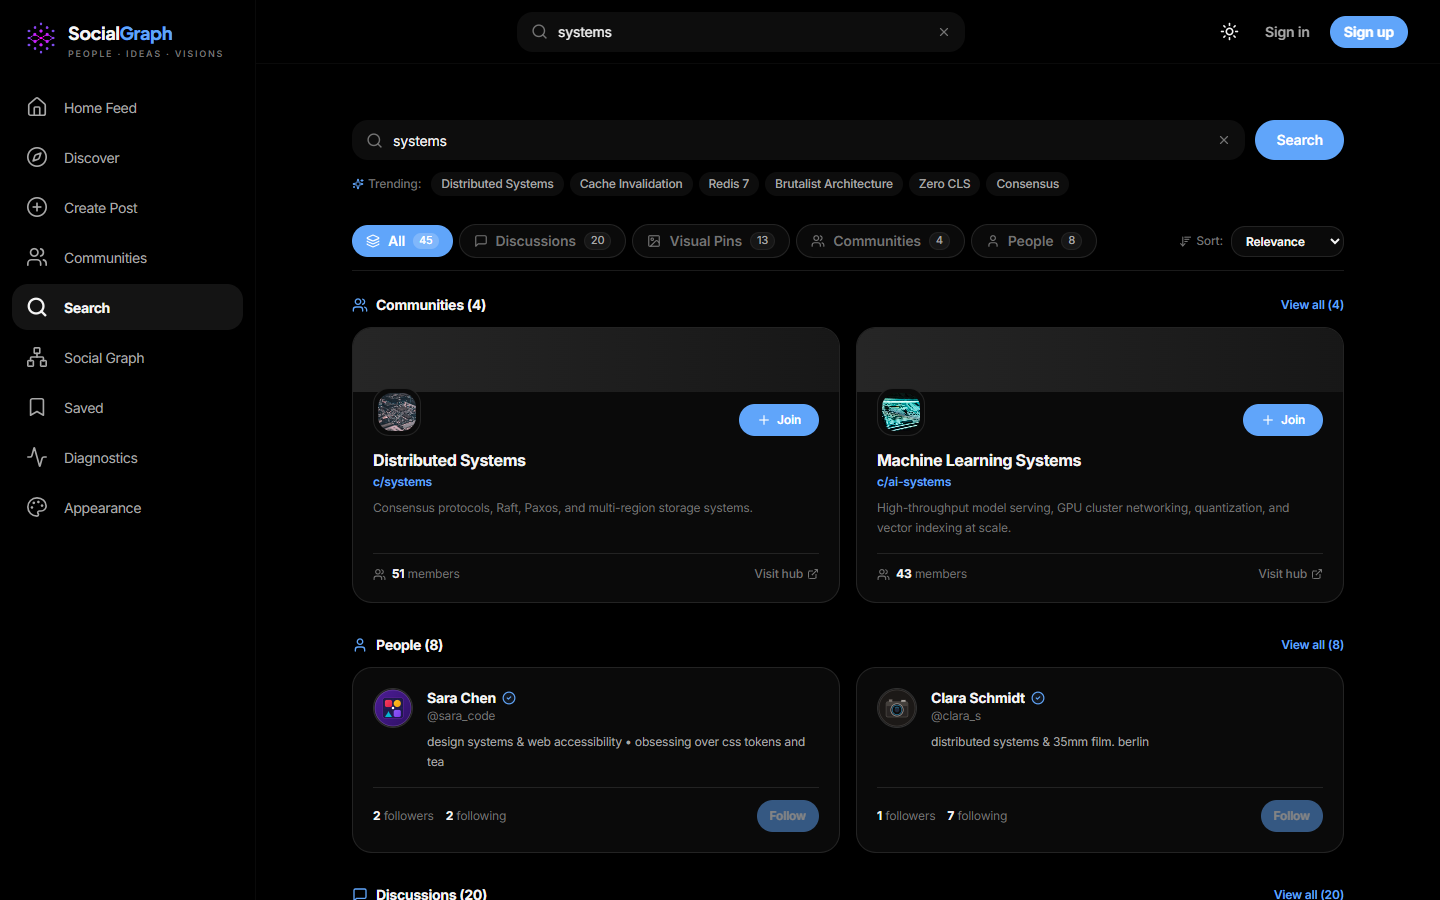 SocialGraph
PEOPLE · IDEAS · VISIONS
systems
Sign in
Sign up
Home Feed
Discover
Create Post
Communities
Search
Social Graph
Saved
Diagnostics
Appearance
systems
Search
Trending:
Distributed Systems
Cache Invalidation
Redis 7
Brutalist Architecture
Zero CLS
Consensus
All 45
Discussions 20
Visual Pins 13
Communities 4
People 8
Sort:
Relevance
Communities (4)
View all (4)
Join
Distributed Systems
c/systems
Consensus protocols, Raft, Paxos, and multi-region storage systems.
51 members
Visit hub
Join
Machine Learning Systems
c/ai-systems
High-throughput model serving, GPU cluster networking, quantization, and
vector indexing at scale.
43 members
Visit hub
People (8)
View all (8)
Sara Chen
@sara_code
design systems & web accessibility • obsessing over css tokens and
tea
2 followers 2 following
Follow
Clara Schmidt
@clara_s
distributed systems & 35mm film. berlin
1 followers 7 following
Follow
Discussions (20)
View all (20)